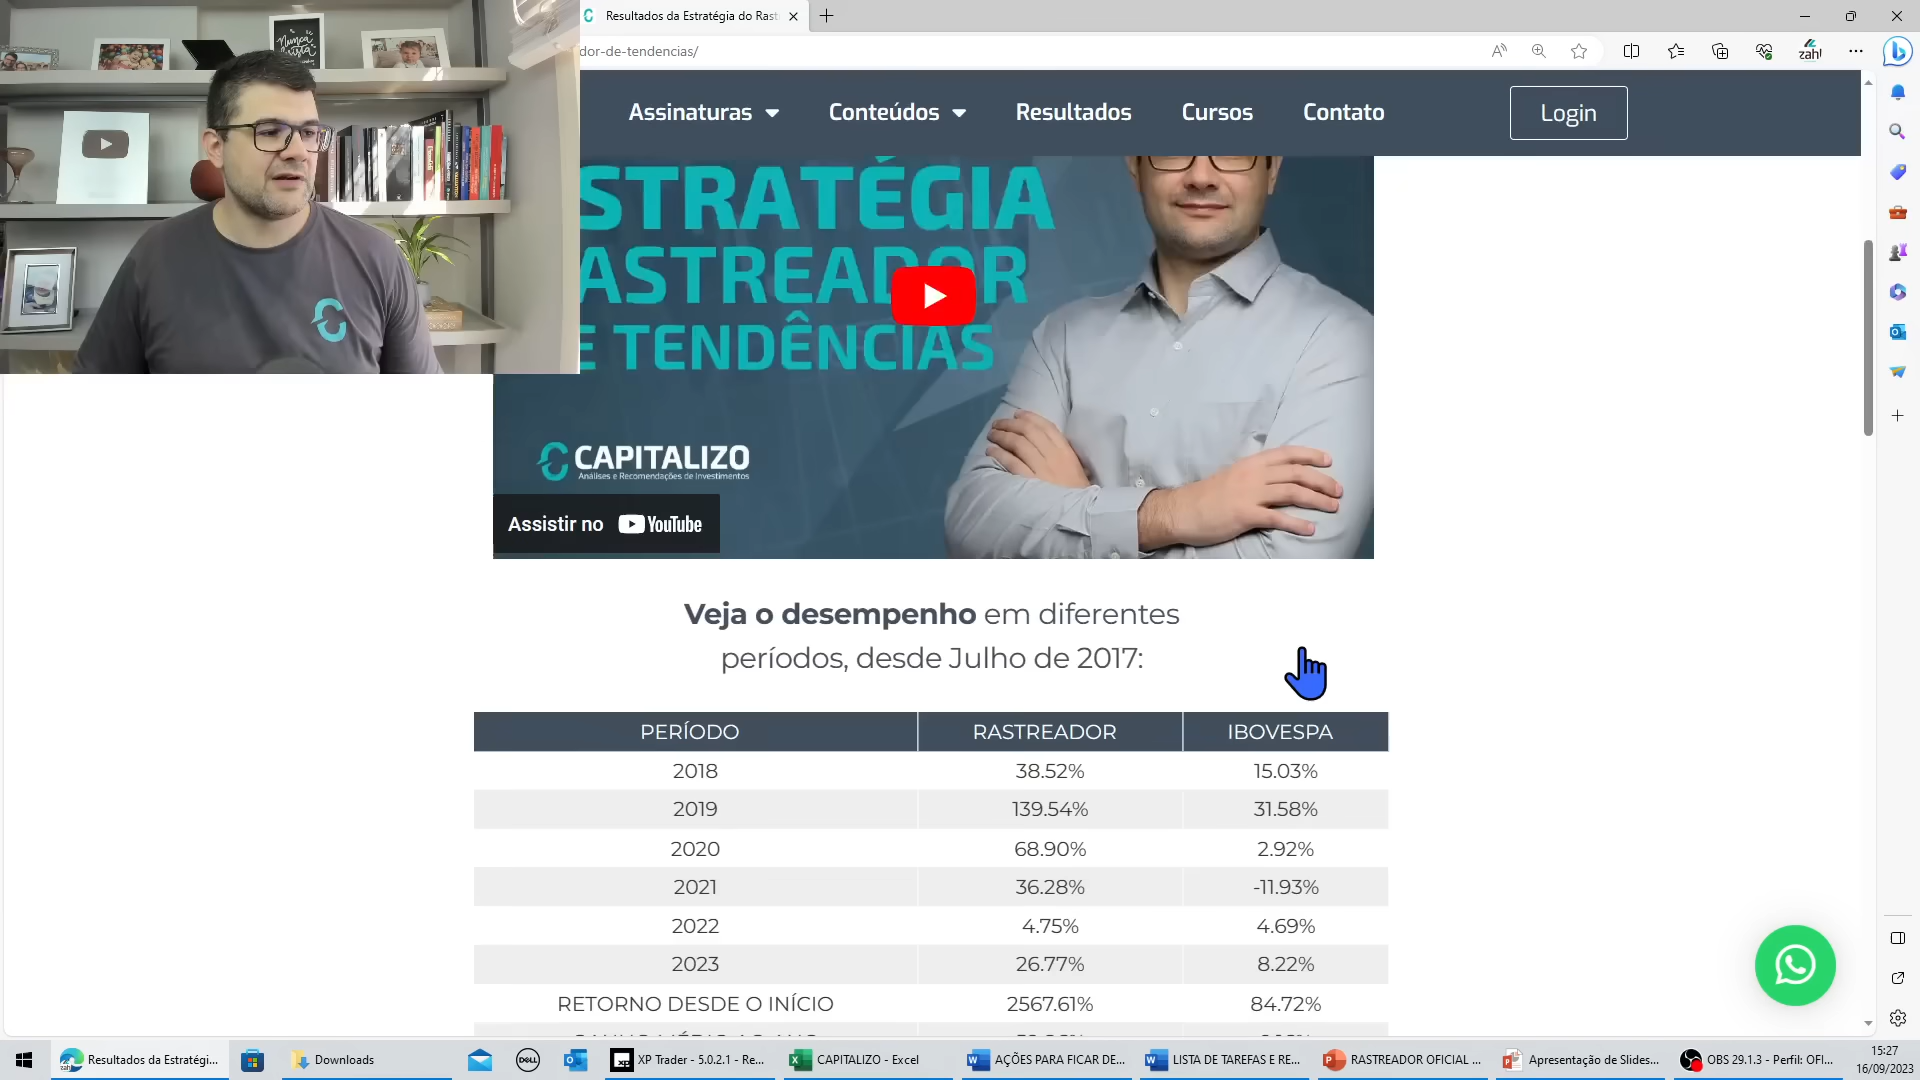 Resultados da Estratégia do Rast
dor-de-tendencias/
zah!
Assinaturas
Conteúdos
Resultados
Cursos
Contato
Login
STRATÉGIA
ASTREADOR
E TENDÊNCIAS
CAPITALIZO
Análises e Recomendações de Investimentos
Assistir no YouTube
Veja o desempenho em diferentes
períodos, desde Julho de 2017:
PERÍODO RASTREADOR IBOVESPA
2018 38.52% 15.03%
2019 139.54% 31.58%
2020 68.90% 2.92%
2021 36.28% -11.93%
2022 4.75% 4.69%
2023 26.77% 8.22%
RETORNO DESDE O INÍCIO 2567.61% 84.72%
Resultados da Estratégi...
Downloads
DELL
XP Trader - 5.0.2.1 - Re...
CAPITALIZO - Excel
AÇÕES PARA FICAR DE...
LISTA DE TAREFAS E RE...
RASTREADOR OFICIAL ...
Apresentação de Slides...
OBS 29.1.3 - Perfil: OFI...
15:27
16/09/2023